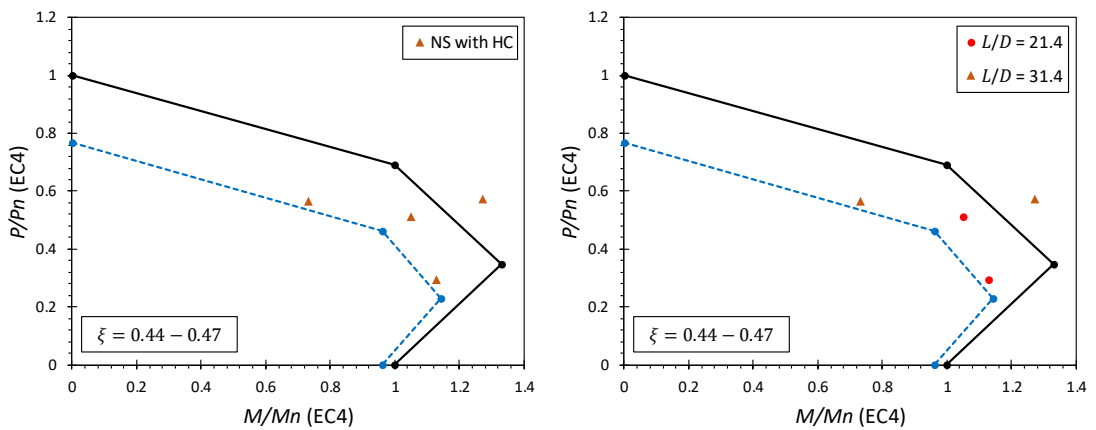 1.2
1
0.8
0.6
0.4
0.2
0
P/Pn (EC4)
NS with HC
ξ = 0.44 − 0.47
0 0.2 0.4 0.6 0.8 1 1.2 1.4
M/Mn (EC4)
1.2
1
0.8
0.6
0.4
0.2
0
P/Pn (EC4)
L/D = 21.4
L/D = 31.4
ξ = 0.44 − 0.47
0 0.2 0.4 0.6 0.8 1 1.2 1.4
M/Mn (EC4)